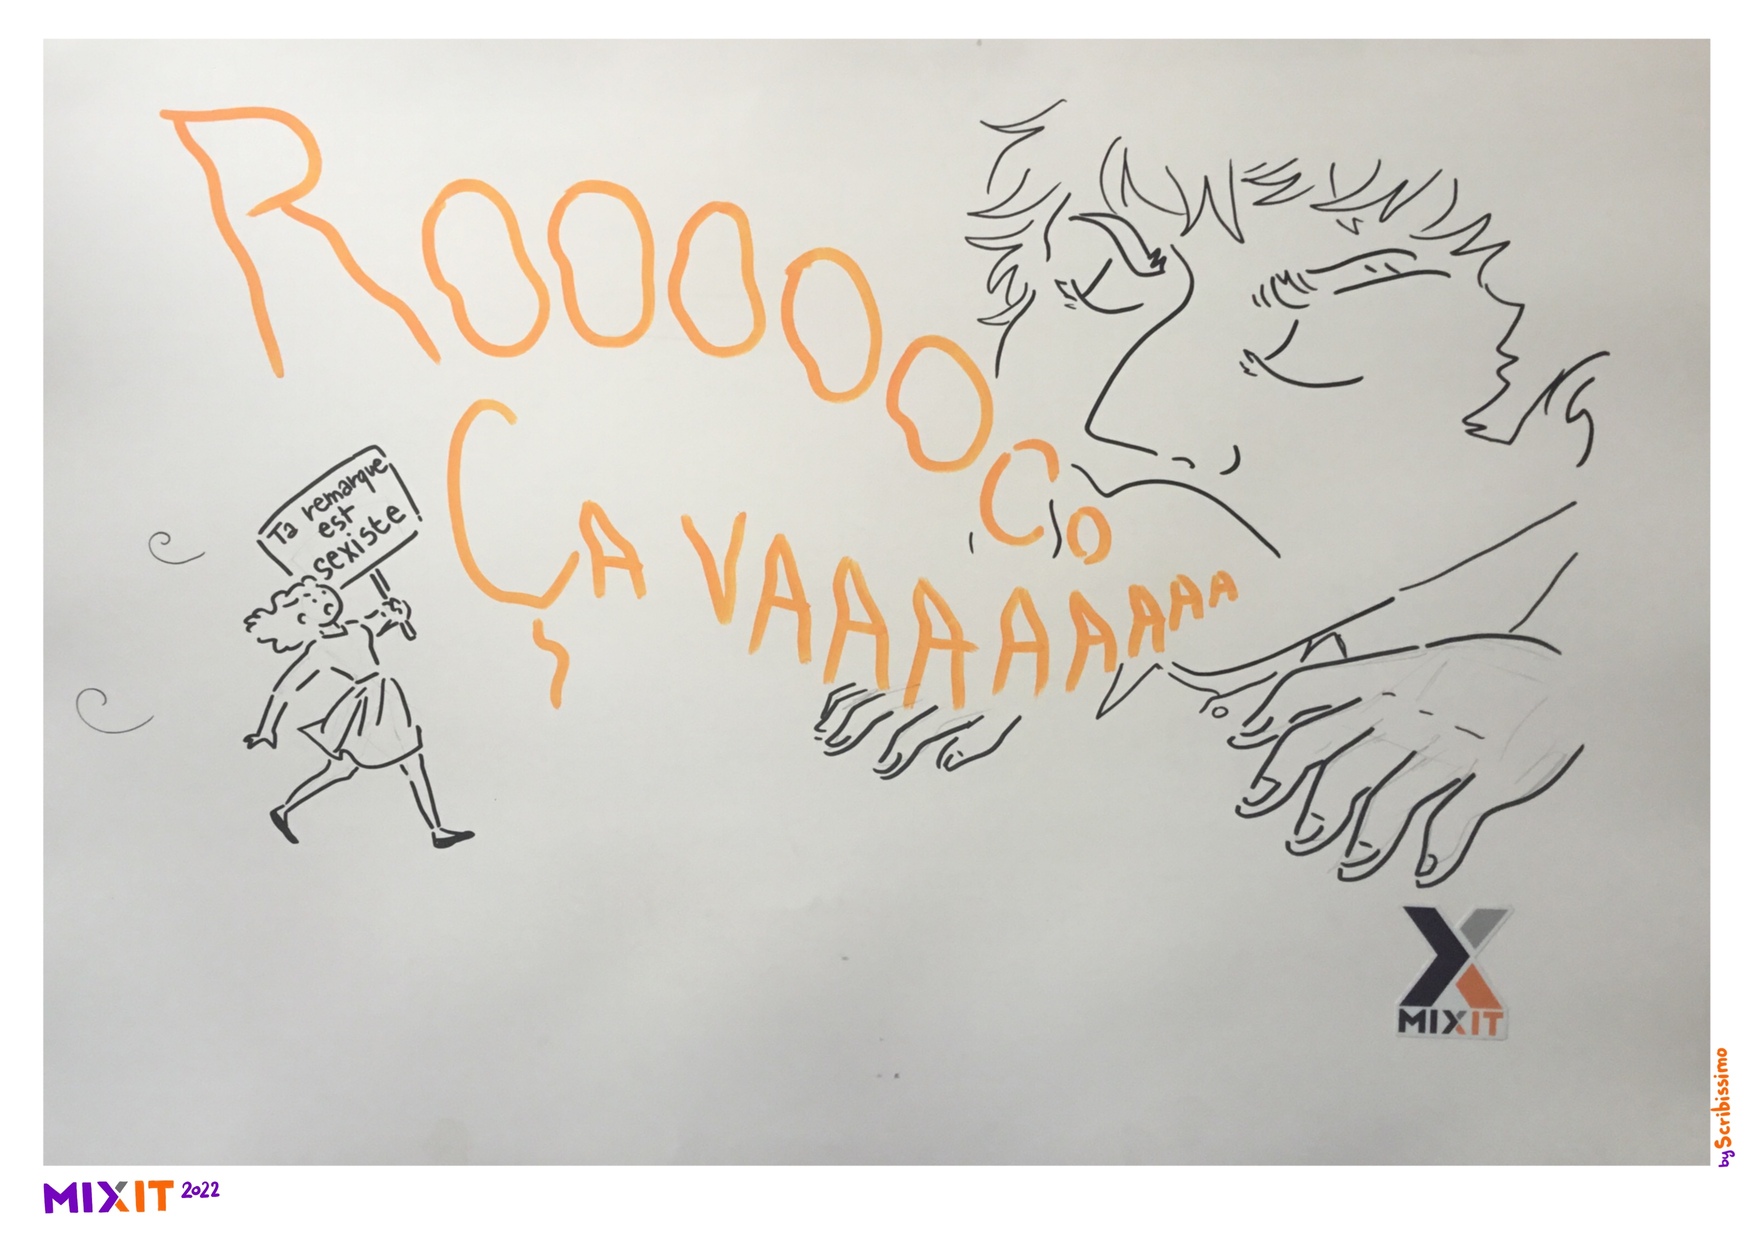 ROOOOOOO
ÇA VAAAAAAAA
Ta remarque
est
sexiste
MIXIT
by Scribissimo
MIXIT 2022